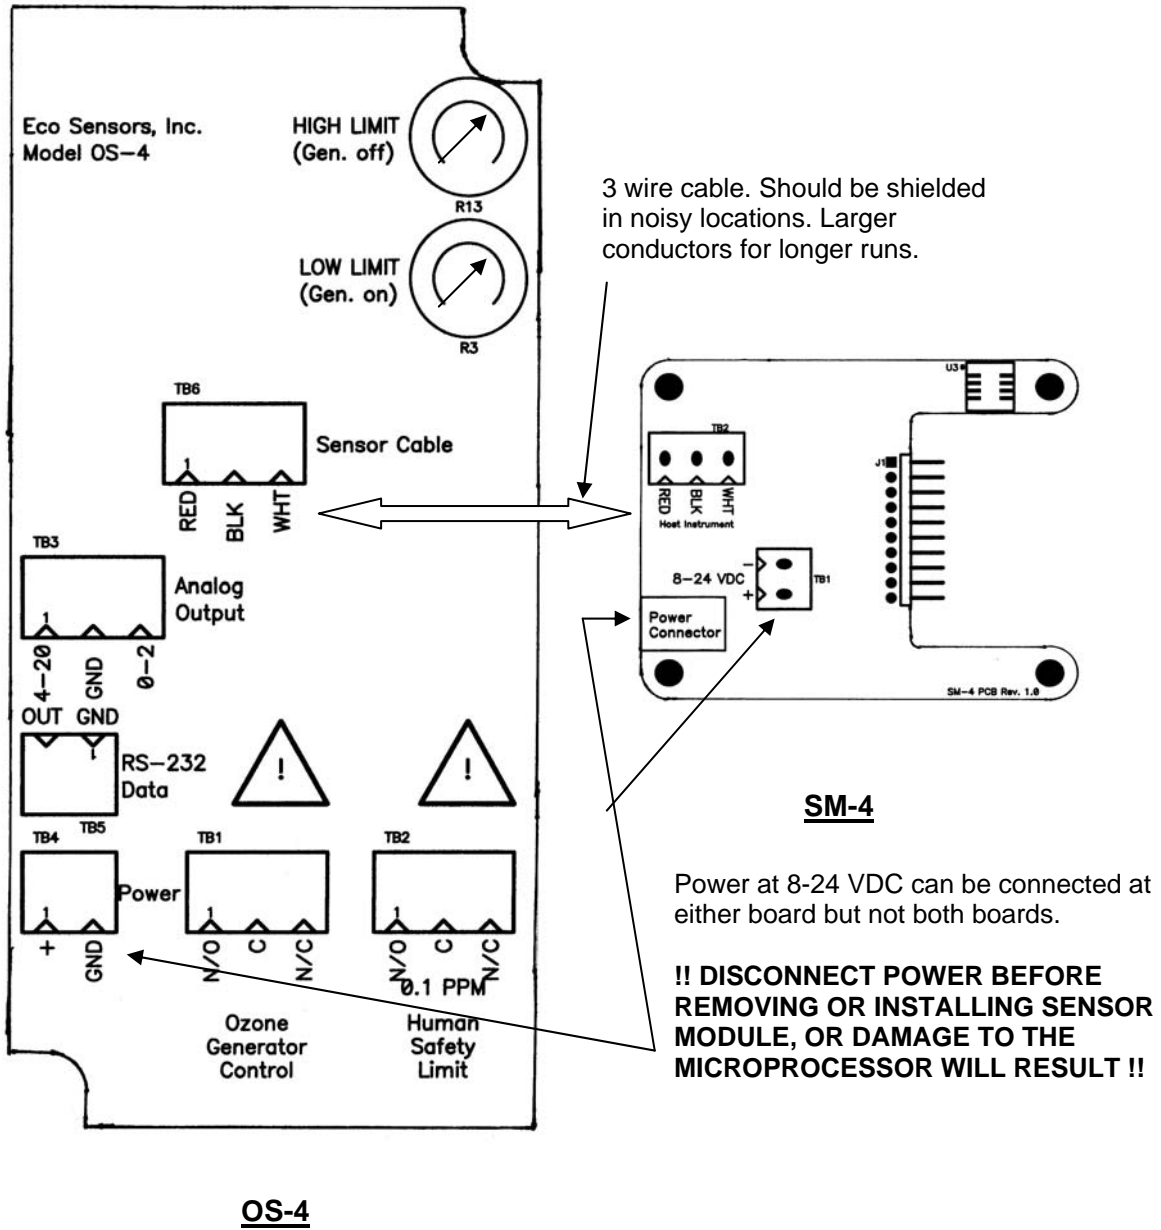 Eco Sensors, Inc.
Model OS-4
HIGH LIMIT
(Gen. off)
R13
LOW LIMIT
(Gen. on)
R3
3 wire cable. Should be shielded
in noisy locations. Larger
conductors for longer runs.
TB6
1
Sensor Cable
RED
BLK
WHT
TB3
1
Analog
Output
4-20
GND
0-2
OUT GND
1
RS-232
Data
TB5
TB4
1
Power
+
GND
!
!
TB1
1
N/O
C
N/C
Ozone
Generator
Control
TB2
1
N/O
C
N/C
0.1 PPM
Human
Safety
Limit
OS-4
U3
TB2
RED
BLK
WHT
Host Instrument
J1
8-24 VDC
-
+
TB1
Power
Connector
SM-4 PCB Rev. 1.0
SM-4
Power at 8-24 VDC can be connected at
either board but not both boards.
!! DISCONNECT POWER BEFORE
REMOVING OR INSTALLING SENSOR
MODULE, OR DAMAGE TO THE
MICROPROCESSOR WILL RESULT !!